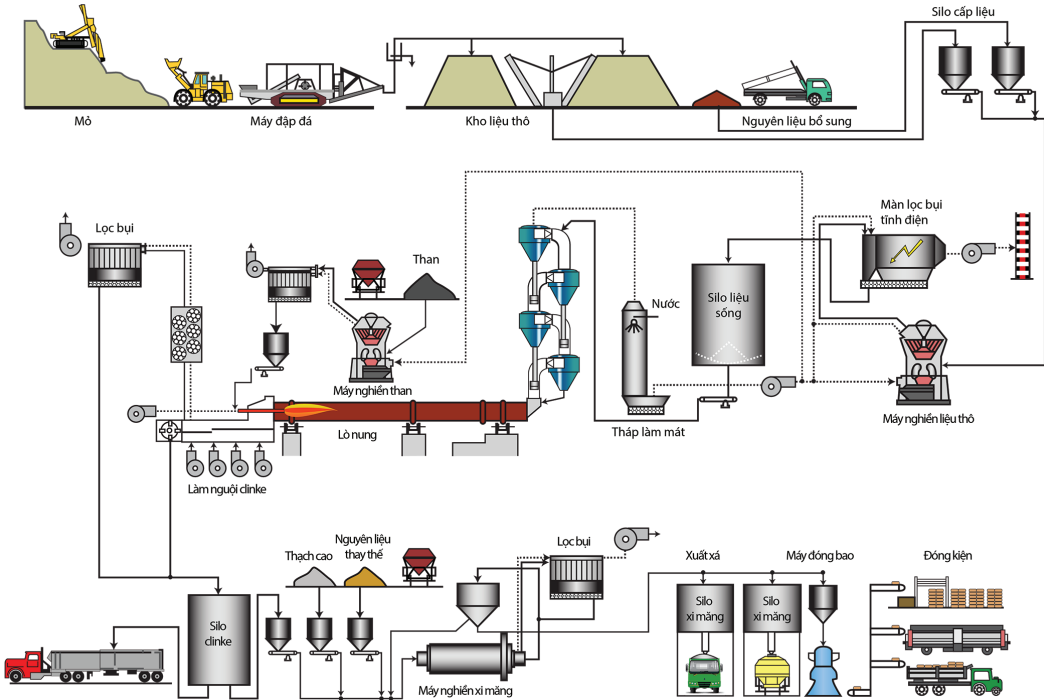 Silo cấp liệu
Mỏ
Máy đập đá
Kho liệu thô
Nguyên liệu bổ sung
Lọc bụi
Than
Nước
Silo liệu
sống
Màn lọc bụi
tĩnh điện
Máy nghiền than
Lò nung
Tháp làm mát
Máy nghiền liệu thô
Làm nguội clinke
Thạch cao
Nguyên liệu
thay thế
Lọc bụi
Xuất xá
Máy đóng bao
Đóng kiện
Silo
clinke
Silo
xi măng
Silo
xi măng
Máy nghiền xi măng